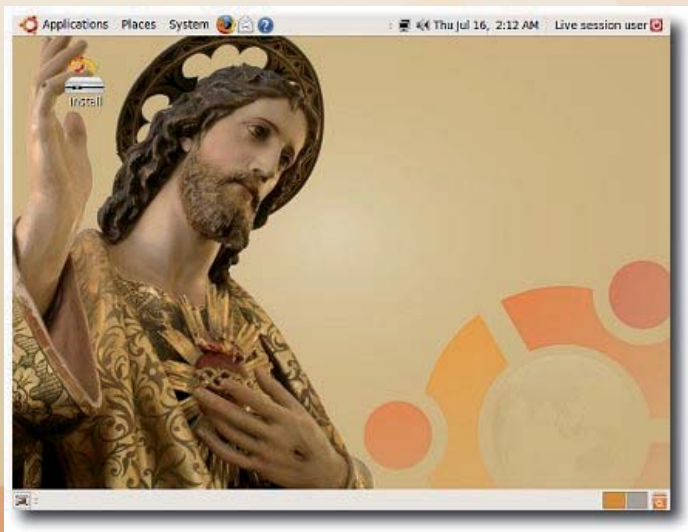 Applications Places System Thu Jul 16, 2:12 AM Live session user
Install